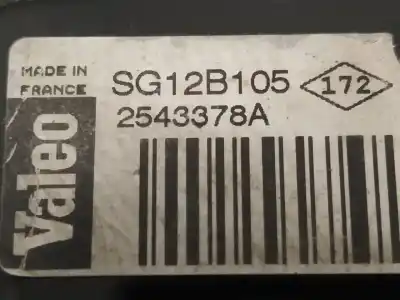 MADE IN
FRANCE
SG12B105
172
2543378A
Valeo